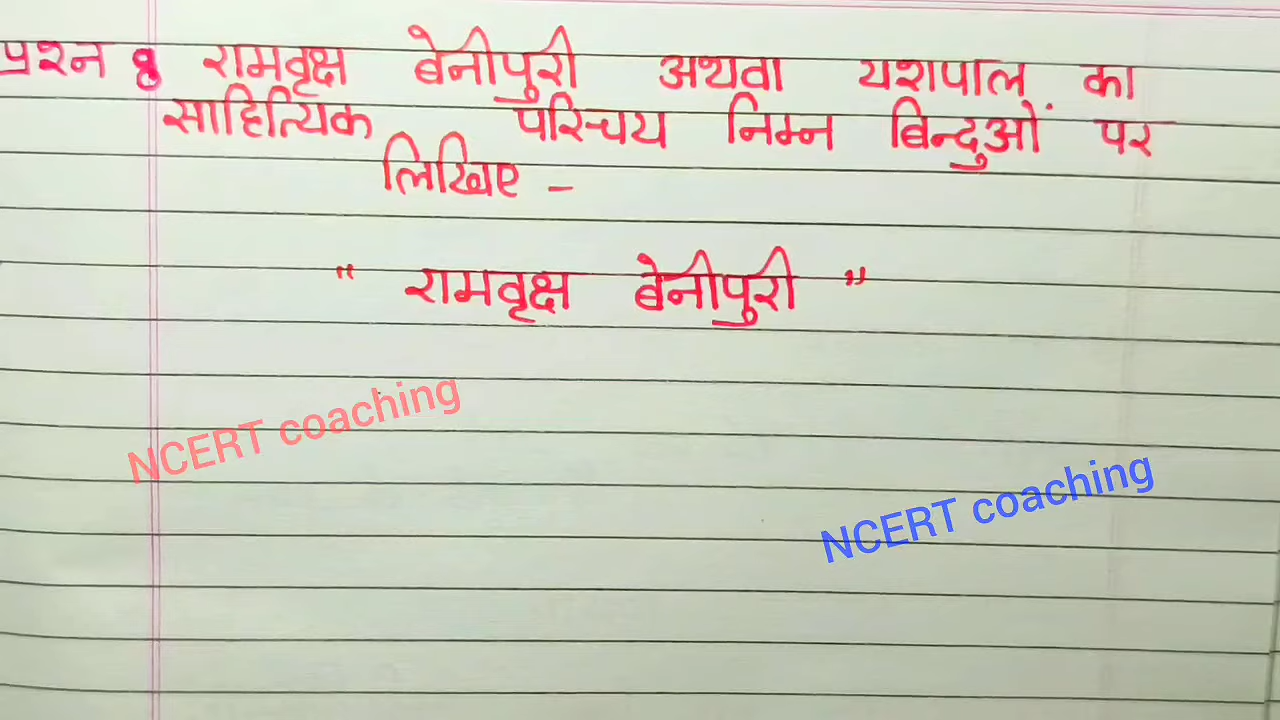 प्रश्न 8 रामवृक्ष बेनीपुरी अथवा यशपाल का
साहित्यिक परिचय निम्न बिन्दुओं पर
लिखिए -
" रामवृक्ष बेनीपुरी "
NCERT coaching
NCERT coaching